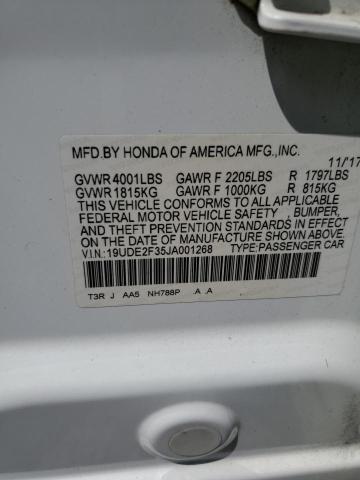 MFD.BY HONDA OF AMERICA MFG.,INC.
11/17
GVWR 4001LBS GAWR F 2205LBS R 1797LBS
GVWR 1815KG GAWR F 1000KG R 815KG
THIS VEHICLE CONFORMS TO ALL APPLICABLE
FEDERAL MOTOR VEHICLE SAFETY , BUMPER,
AND THEFT PREVENTION STANDARDS IN EFFECT
ON THE DATE OF MANUFACTURE SHOWN ABOVE.
V.I.N.:19UDE2F35JA001268 TYPE:PASSENGER CAR
T3R J AA5 NH788P .A .A